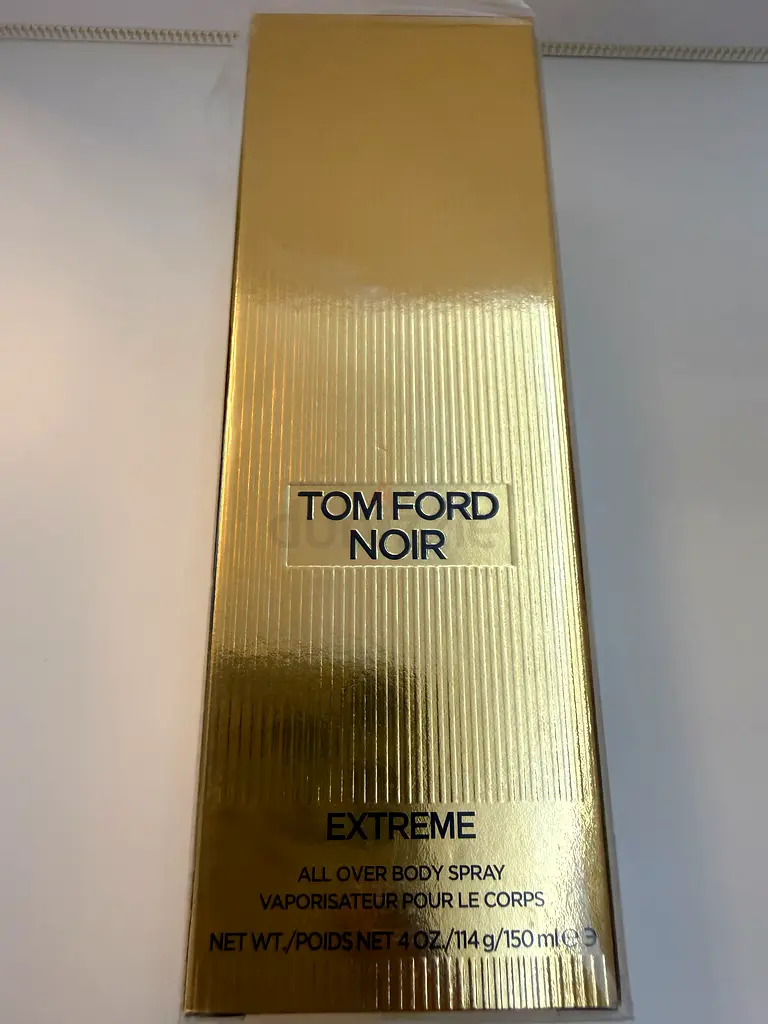 TOM FORD
NOIR
EXTREME
ALL OVER BODY SPRAY
VAPORISATEUR POUR LE CORPS
NET WT./POIDS NET 4 OZ./114 g/150 ml ℮ 3